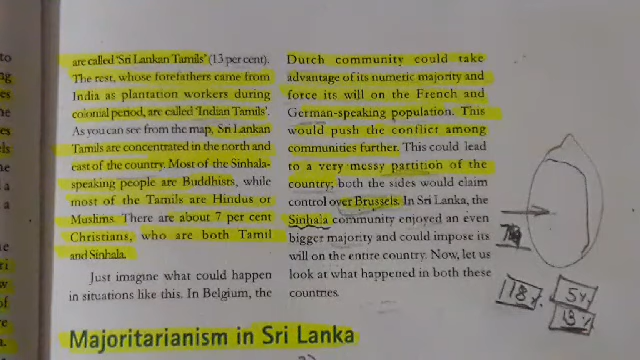 are called 'Sri Lankan Tamils' (13 per cent).
The rest, whose forefathers came from
India as plantation workers during
colonial period, are called 'Indian Tamils'.
As you can see from the map, Sri Lankan
Tamils are concentrated in the north and
east of the country. Most of the Sinhala-
speaking people are Buddhists, while
most of the Tamils are Hindus or
Muslims. There are about 7 per cent
Christians, who are both Tamil
and Sinhala.
Just imagine what could happen
in situations like this. In Belgium, the
Dutch community could take
advantage of its numeric majority and
force its will on the French and
German-speaking population. This
would push the conflict among
communities further. This could lead
to a very messy partition of the
country; both the sides would claim
control over Brussels. In Sri Lanka, the
Sinhala community enjoyed an even
bigger majority and could impose its
will on the entire country. Now, let us
look at what happened in both these
countries.
Majoritarianism in Sri Lanka
18%
5%
13%